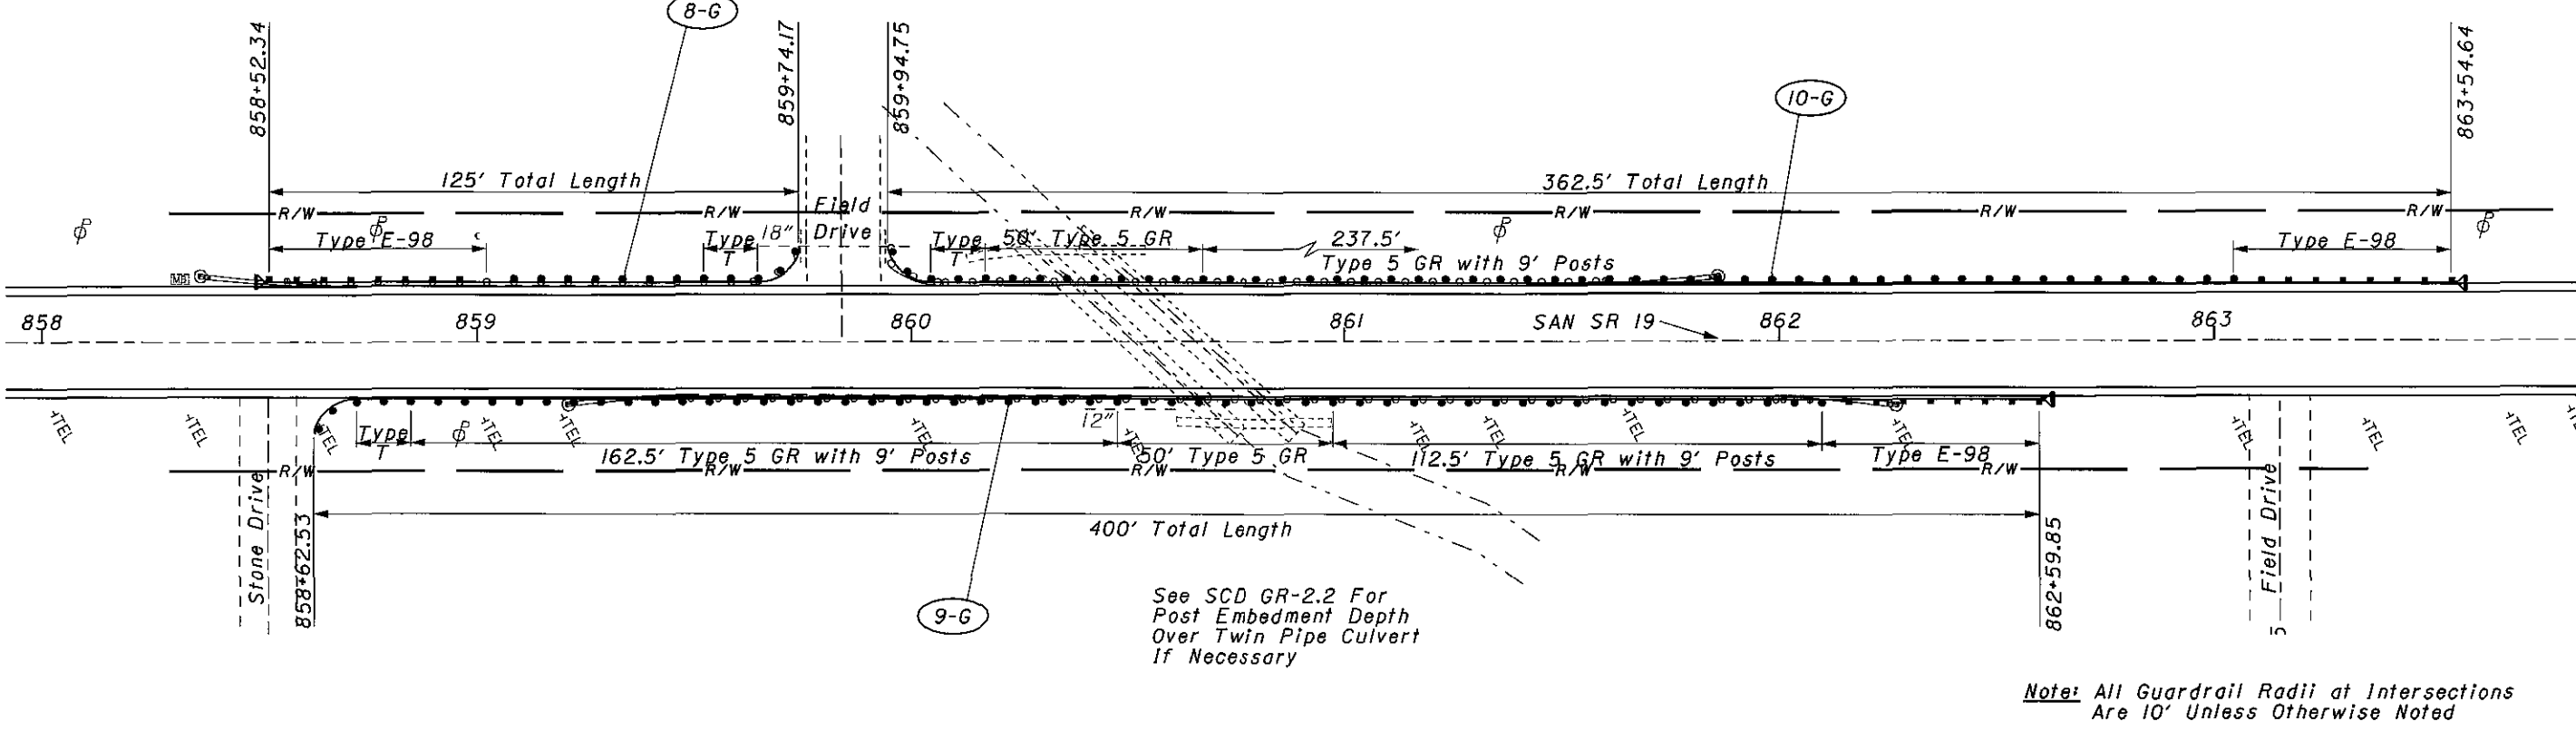 8-G
858+52.34
859+74.17
859+94.75
863+54.64
10-G
125' Total Length
362.5' Total Length
R/W
R/W
Field
Drive
R/W
R/W
R/W
R/W
Type E-98
Type
T
18"
Type
T
50' Type 5 GR
237.5'
Type 5 GR with 9' Posts
Type E-98
MB
858
859
860
861
SAN SR 19
862
863
TEL
TEL
TEL
TEL
TEL
TEL
TEL
TEL
TEL
TEL
TEL
TEL
TEL
TEL
Type
T
12"
162.5' Type 5 GR with 9' Posts
50' Type 5 GR
112.5' Type 5 GR with 9' Posts
Type E-98
R/W
R/W
R/W
R/W
R/W
Stone Drive
858+62.53
400' Total Length
862+59.85
Field Drive
9-G
See SCD GR-2.2 For
Post Embedment Depth
Over Twin Pipe Culvert
If Necessary
Note: All Guardrail Radii at Intersections
Are 10' Unless Otherwise Noted